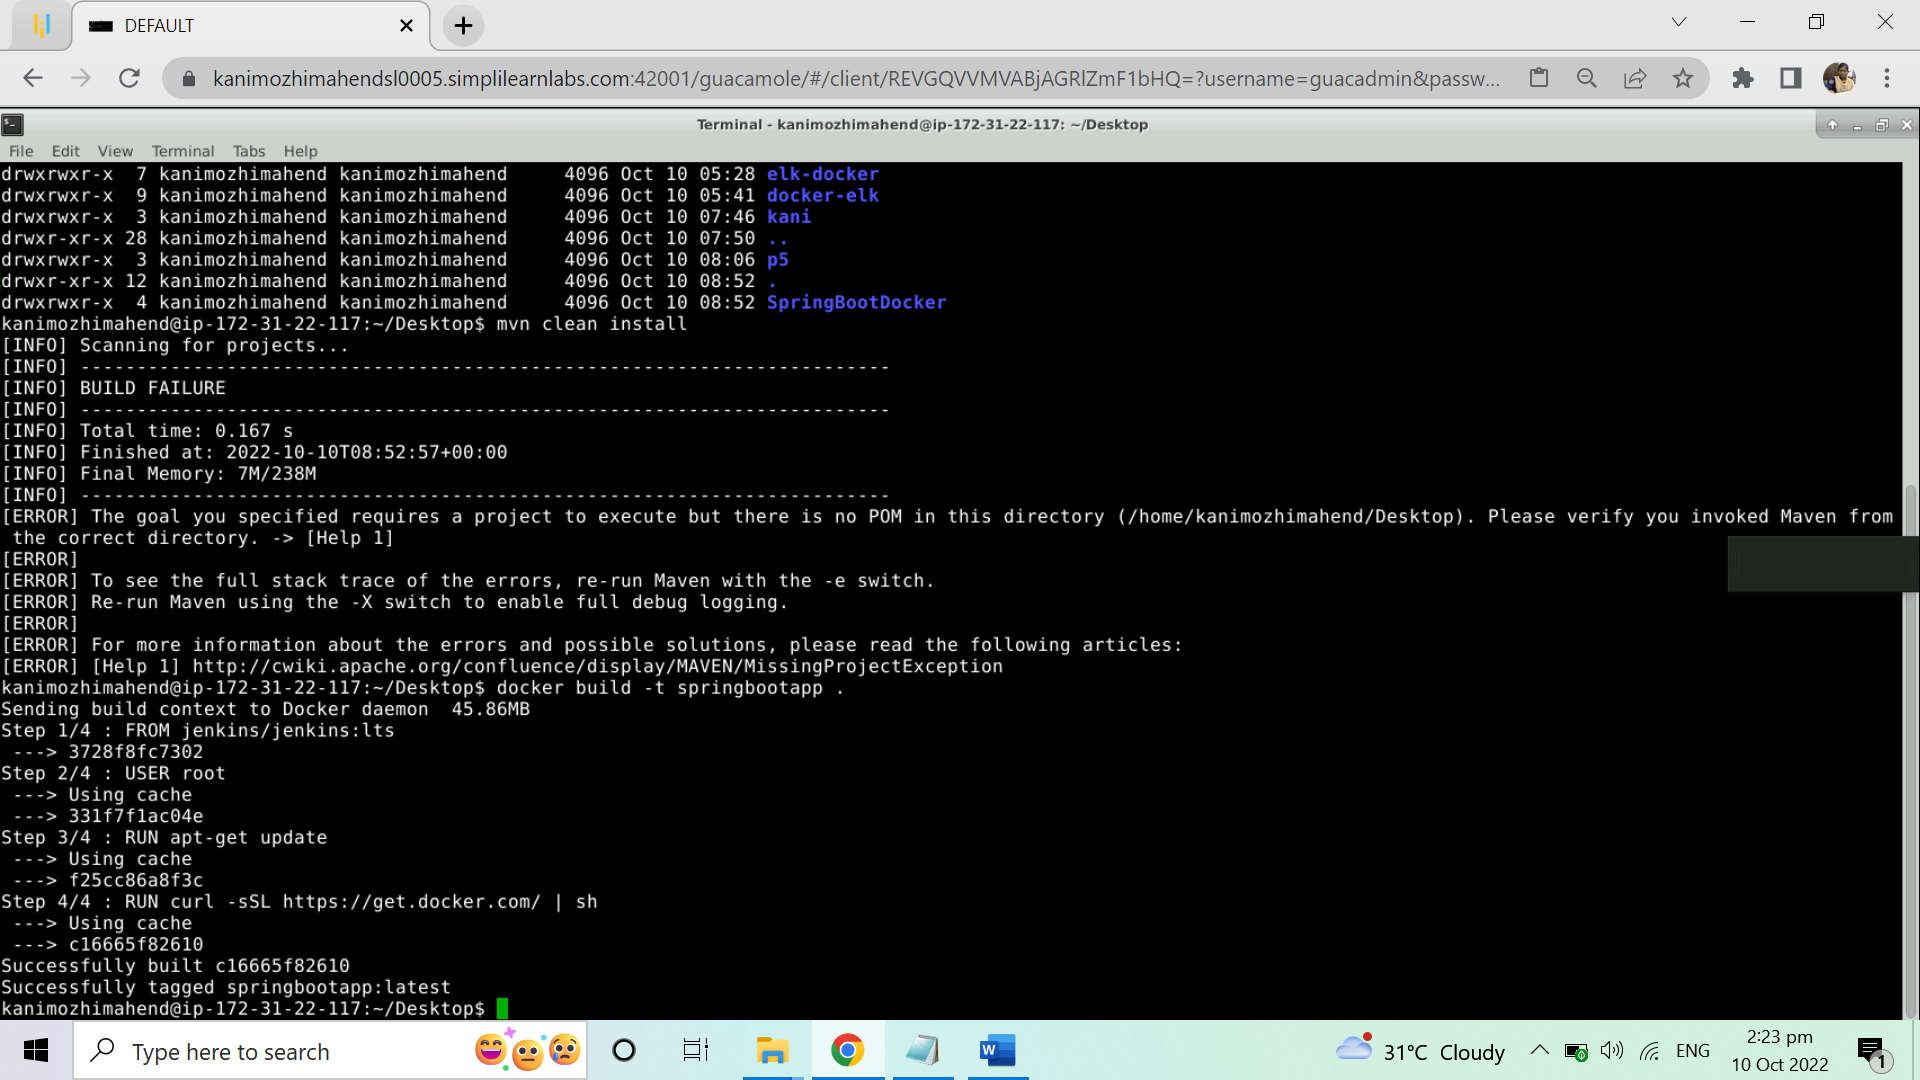 DEFAULT
kanimozhimahendsl0005.simplilearnlabs.com:42001/guacamole/#/client/REVGQVVMVABjAGRlZmF1bHQ=?username=guacadmin&passw...
Terminal - kanimozhimahend@ip-172-31-22-117: ~/Desktop
File Edit View Terminal Tabs Help
drwxrwxr-x  7 kanimozhimahend kanimozhimahend     4096 Oct 10 05:28 elk-docker
drwxrwxr-x  9 kanimozhimahend kanimozhimahend     4096 Oct 10 05:41 docker-elk
drwxrwxr-x  3 kanimozhimahend kanimozhimahend     4096 Oct 10 07:46 kani
drwxr-xr-x 28 kanimozhimahend kanimozhimahend     4096 Oct 10 07:50 ..
drwxrwxr-x  3 kanimozhimahend kanimozhimahend     4096 Oct 10 08:06 p5
drwxr-xr-x 12 kanimozhimahend kanimozhimahend     4096 Oct 10 08:52 .
drwxrwxr-x  4 kanimozhimahend kanimozhimahend     4096 Oct 10 08:52 SpringBootDocker
kanimozhimahend@ip-172-31-22-117:~/Desktop$ mvn clean install
[INFO] Scanning for projects...
[INFO] ------------------------------------------------------------------------
[INFO] BUILD FAILURE
[INFO] ------------------------------------------------------------------------
[INFO] Total time: 0.167 s
[INFO] Finished at: 2022-10-10T08:52:57+00:00
[INFO] Final Memory: 7M/238M
[INFO] ------------------------------------------------------------------------
[ERROR] The goal you specified requires a project to execute but there is no POM in this directory (/home/kanimozhimahend/Desktop). Please verify you invoked Maven from
 the correct directory. -> [Help 1]
[ERROR]
[ERROR] To see the full stack trace of the errors, re-run Maven with the -e switch.
[ERROR] Re-run Maven using the -X switch to enable full debug logging.
[ERROR]
[ERROR] For more information about the errors and possible solutions, please read the following articles:
[ERROR] [Help 1] http://cwiki.apache.org/confluence/display/MAVEN/MissingProjectException
kanimozhimahend@ip-172-31-22-117:~/Desktop$ docker build -t springbootapp .
Sending build context to Docker daemon  45.86MB
Step 1/4 : FROM jenkins/jenkins:lts
 ---> 3728f8fc7302
Step 2/4 : USER root
 ---> Using cache
 ---> 331f7f1ac04e
Step 3/4 : RUN apt-get update
 ---> Using cache
 ---> f25cc86a8f3c
Step 4/4 : RUN curl -sSL https://get.docker.com/ | sh
 ---> Using cache
 ---> c16665f82610
Successfully built c16665f82610
Successfully tagged springbootapp:latest
kanimozhimahend@ip-172-31-22-117:~/Desktop$
Type here to search
31°C Cloudy
ENG
2:23 pm
10 Oct 2022
1